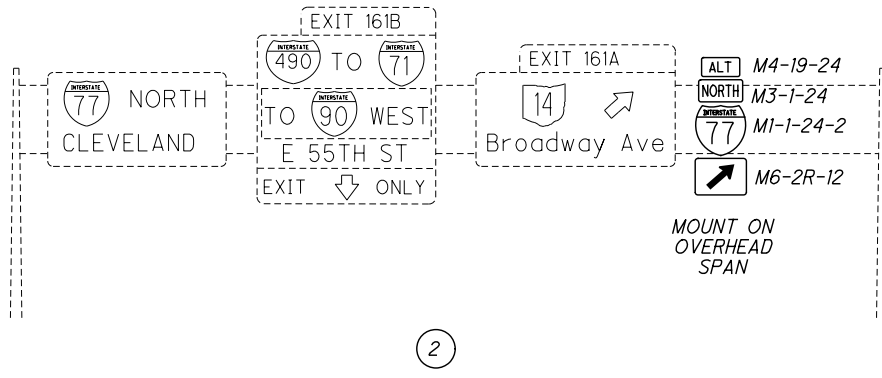 EXIT 161B
INTERSTATE 490 TO INTERSTATE 71
TO INTERSTATE 90 WEST
E 55TH ST
EXIT ONLY
INTERSTATE 77 NORTH
CLEVELAND
EXIT 161A
14
Broadway Ave
ALT M4-19-24
NORTH M3-1-24
INTERSTATE 77 M1-1-24-2
M6-2R-12
MOUNT ON
OVERHEAD
SPAN
2